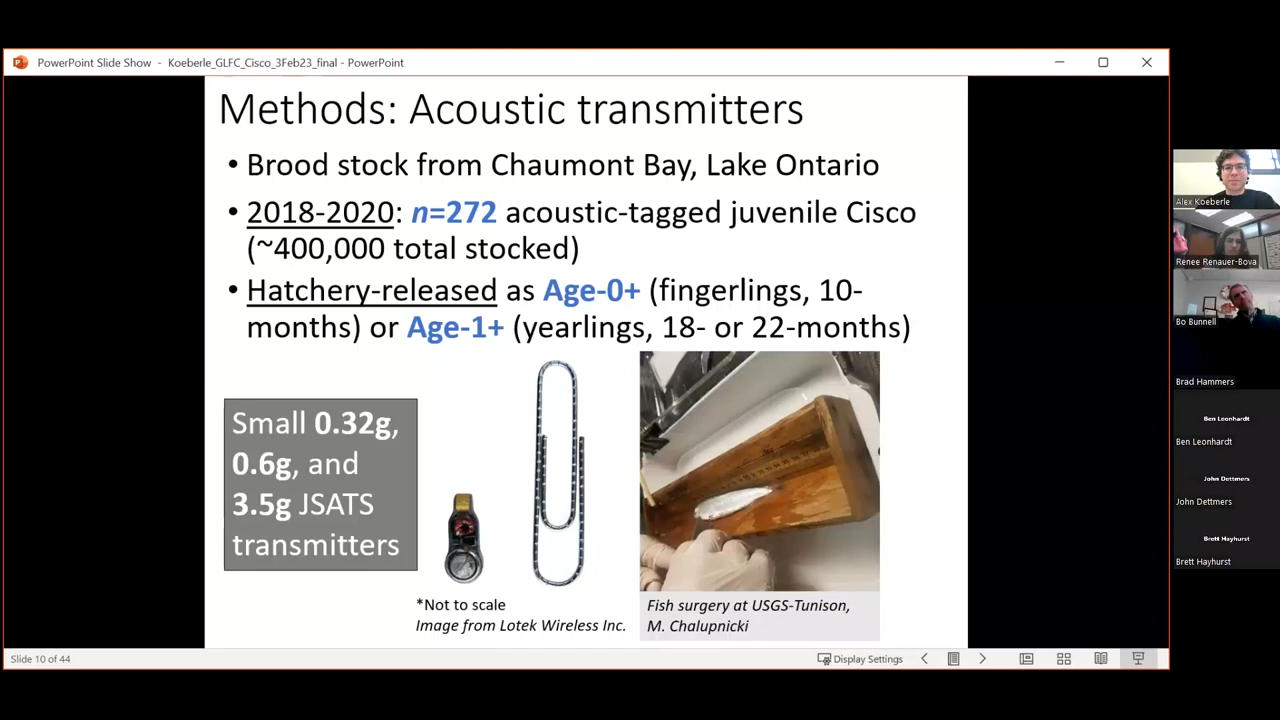 PowerPoint Slide Show - Koeberle_GLFC_Cisco_3Feb23_final - PowerPoint
Methods: Acoustic transmitters
• Brood stock from Chaumont Bay, Lake Ontario
• 2018-2020: n=272 acoustic-tagged juvenile Cisco
(~400,000 total stocked)
• Hatchery-released as Age-0+ (fingerlings, 10-
months) or Age-1+ (yearlings, 18- or 22-months)
Small 0.32g,
0.6g, and
3.5g JSATS
transmitters
*Not to scale
Image from Lotek Wireless Inc.
Fish surgery at USGS-Tunison,
M. Chalupnicki
Slide 10 of 44
Display Settings
Alex Koeberle
Renee Renauer-Bova
Bo Bunnell
Brad Hammers
Ben Leonhardt
Ben Leonhardt
John Dettmers
John Dettmers
Brett Hayhurst
Brett Hayhurst